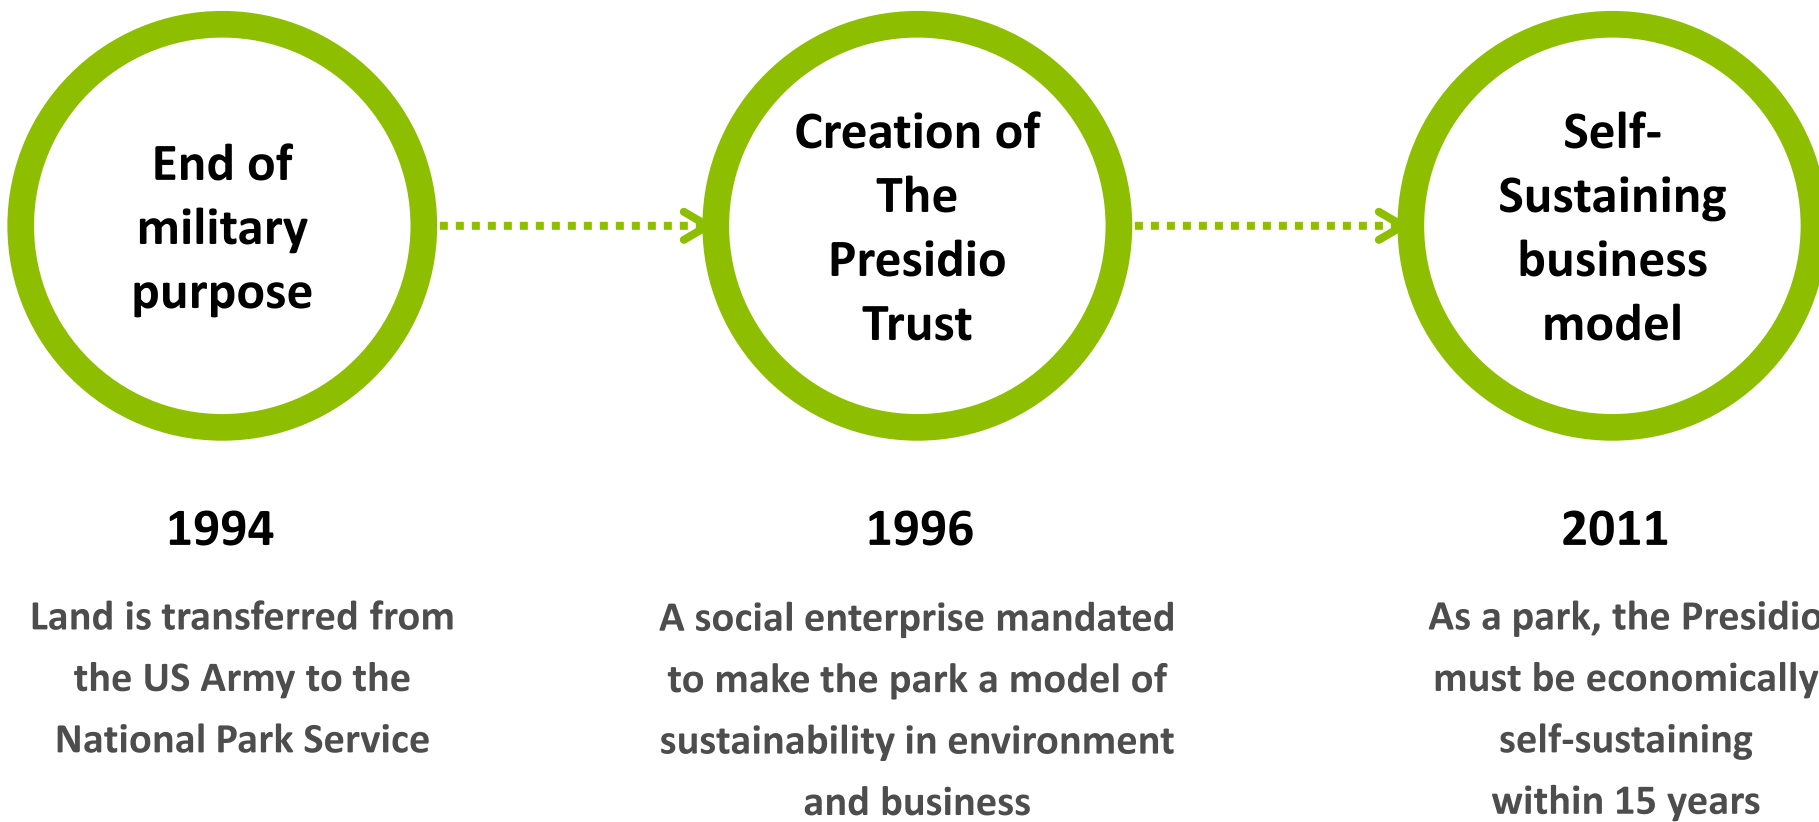 End of
military
purpose
Creation of
The
Presidio
Trust
Self-
Sustaining
business
model
1994
Land is transferred from
the US Army to the
National Park Service
1996
A social enterprise mandated
to make the park a model of
sustainability in environment
and business
2011
As a park, the Presidio
must be economically
self-sustaining
within 15 years